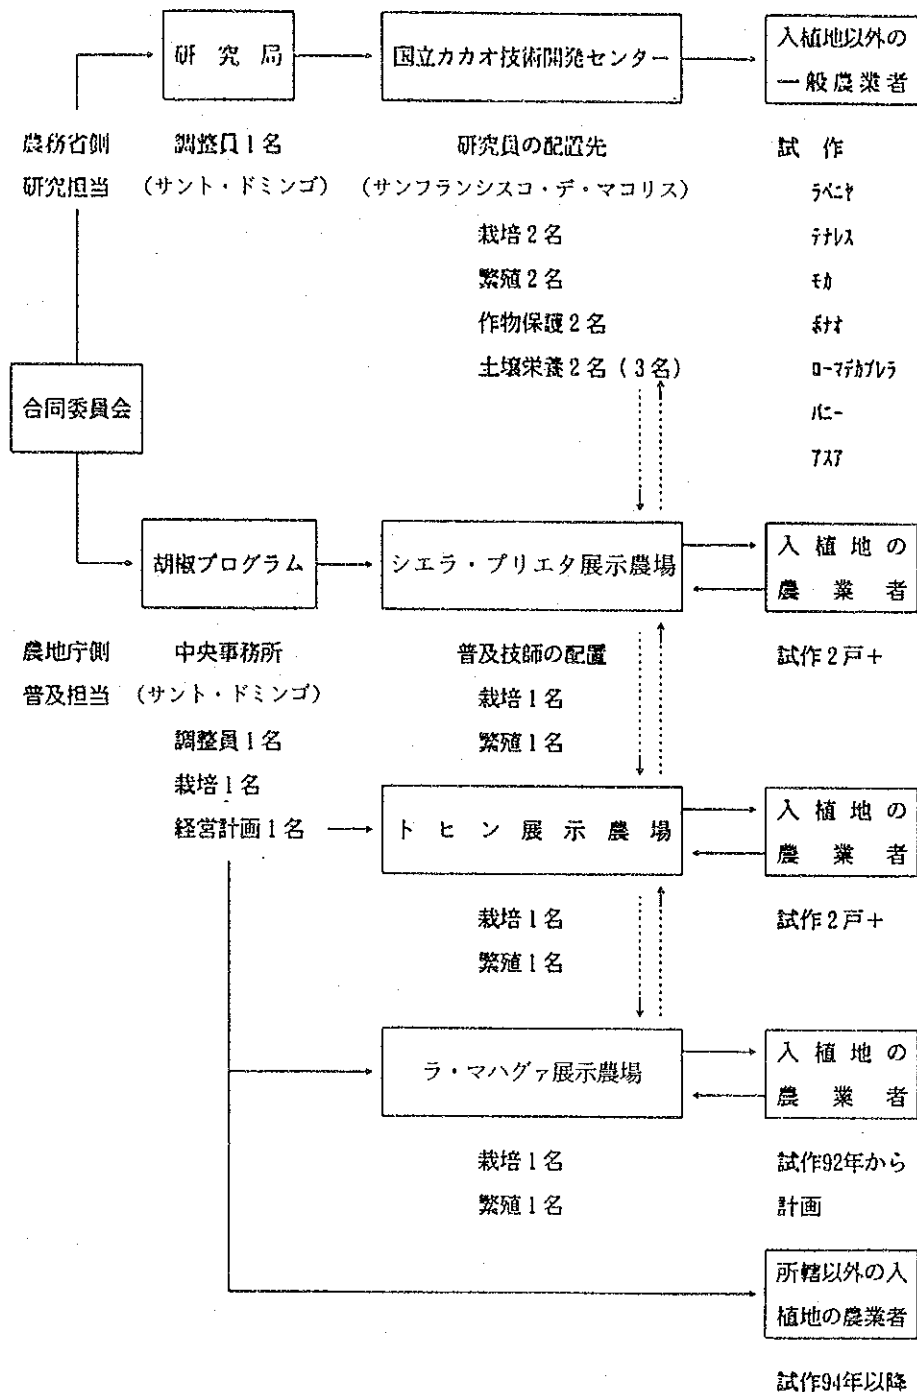 研究局
国立カカオ技術開発センター
入植地以外の
一般農業者
農務省側
研究担当
調整員1名
（サント・ドミンゴ）
研究員の配置先
（サンフランシスコ・デ・マコリス）
栽培2名
繁殖2名
作物保護2名
土壌栄養2名（3名）
試作
ラベニヤ
テナレス
モカ
ボナオ
ローマデカブレラ
バニー
アスア
合同委員会
胡椒プログラム
シエラ・プリエタ展示農場
入植地の
農業者
農地庁側
普及担当
中央事務所
（サント・ドミンゴ）
調整員1名
栽培1名
経営計画1名
普及技師の配置
栽培1名
繁殖1名
試作2戸＋
トヒン展示農場
入植地の
農業者
栽培1名
繁殖1名
試作2戸＋
ラ・マハグァ展示農場
入植地の
農業者
栽培1名
繁殖1名
試作92年から
計画
所轄以外の入
植地の農業者
試作94年以降